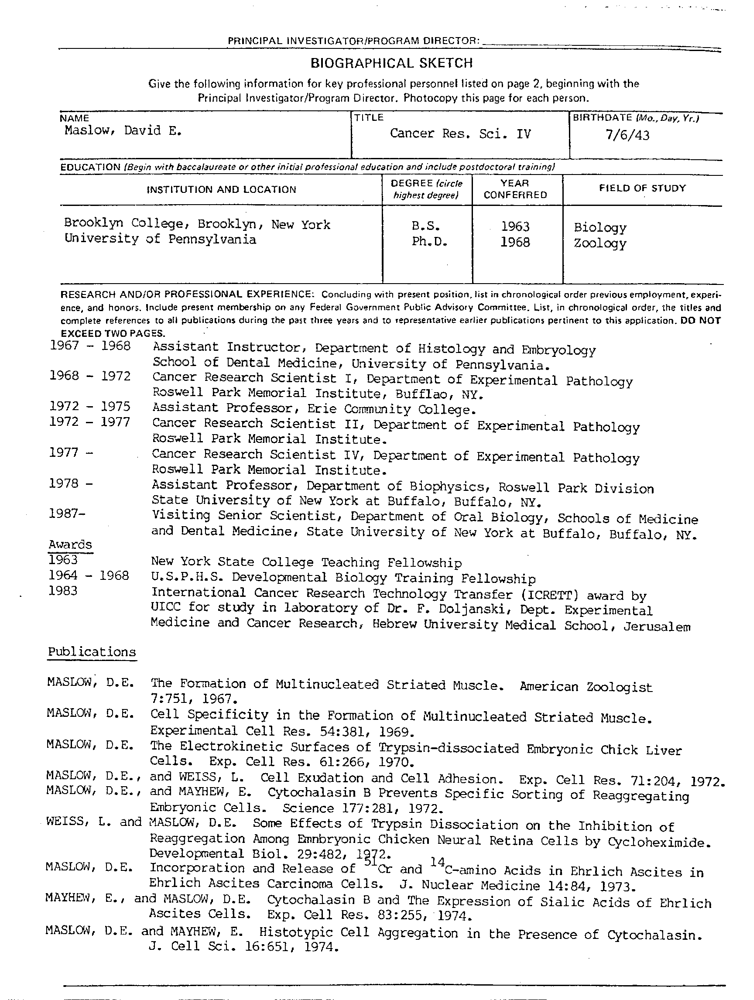 PRINCIPAL INVESTIGATOR/PROGRAM DIRECTOR:
BIOGRAPHICAL SKETCH
Give the following information for key professional personnel listed on page 2, beginning with the
Principal Investigator/Program Director. Photocopy this page for each person.
NAME TITLE BIRTHDATE (Mo., Day, Yr.)
Maslow, David E. Cancer Res. Sci. IV 7/6/43
EDUCATION (Begin with baccalaureate or other initial professional education and include postdoctoral training)
INSTITUTION AND LOCATION DEGREE (circle highest degree) YEAR CONFERRED FIELD OF STUDY
Brooklyn College, Brooklyn, New York B.S. 1963 Biology
University of Pennsylvania Ph.D. 1968 Zoology
RESEARCH AND/OR PROFESSIONAL EXPERIENCE: Concluding with present position, list in chronological order previous employment, experi-
ence, and honors. Include present membership on any Federal Government Public Advisory Committee. List, in chronological order, the titles and
complete references to all publications during the past three years and to representative earlier publications pertinent to this application. DO NOT
EXCEED TWO PAGES.
1967 - 1968 Assistant Instructor, Department of Histology and Embryology
School of Dental Medicine, University of Pennsylvania.
1968 - 1972 Cancer Research Scientist I, Department of Experimental Pathology
Roswell Park Memorial Institute, Bufflao, NY.
1972 - 1975 Assistant Professor, Erie Community College.
1972 - 1977 Cancer Research Scientist II, Department of Experimental Pathology
Roswell Park Memorial Institute.
1977 - Cancer Research Scientist IV, Department of Experimental Pathology
Roswell Park Memorial Institute.
1978 - Assistant Professor, Department of Biophysics, Roswell Park Division
State University of New York at Buffalo, Buffalo, NY.
1987- Visiting Senior Scientist, Department of Oral Biology, Schools of Medicine
and Dental Medicine, State University of New York at Buffalo, Buffalo, NY.
Awards
1963 New York State College Teaching Fellowship
1964 - 1968 U.S.P.H.S. Developmental Biology Training Fellowship
1983 International Cancer Research Technology Transfer (ICRETT) award by
UICC for study in laboratory of Dr. F. Doljanski, Dept. Experimental
Medicine and Cancer Research, Hebrew University Medical School, Jerusalem
Publications
MASLOW, D.E. The Formation of Multinucleated Striated Muscle. American Zoologist
7:751, 1967.
MASLOW, D.E. Cell Specificity in the Formation of Multinucleated Striated Muscle.
Experimental Cell Res. 54:381, 1969.
MASLOW, D.E. The Electrokinetic Surfaces of Trypsin-dissociated Embryonic Chick Liver
Cells. Exp. Cell Res. 61:266, 1970.
MASLOW, D.E., and WEISS, L. Cell Exudation and Cell Adhesion. Exp. Cell Res. 71:204, 1972.
MASLOW, D.E., and MAYHEW, E. Cytochalasin B Prevents Specific Sorting of Reaggregating
Embryonic Cells. Science 177:281, 1972.
WEISS, L. and MASLOW, D.E. Some Effects of Trypsin Dissociation on the Inhibition of
Reaggregation Among Emnbryonic Chicken Neural Retina Cells by Cycloheximide.
Developmental Biol. 29:482, 1972.
MASLOW, D.E. Incorporation and Release of 51Cr and 14C-amino Acids in Ehrlich Ascites in
Ehrlich Ascites Carcinoma Cells. J. Nuclear Medicine 14:84, 1973.
MAYHEW, E., and MASLOW, D.E. Cytochalasin B and The Expression of Sialic Acids of Ehrlich
Ascites Cells. Exp. Cell Res. 83:255, 1974.
MASLOW, D.E. and MAYHEW, E. Histotypic Cell Aggregation in the Presence of Cytochalasin.
J. Cell Sci. 16:651, 1974.